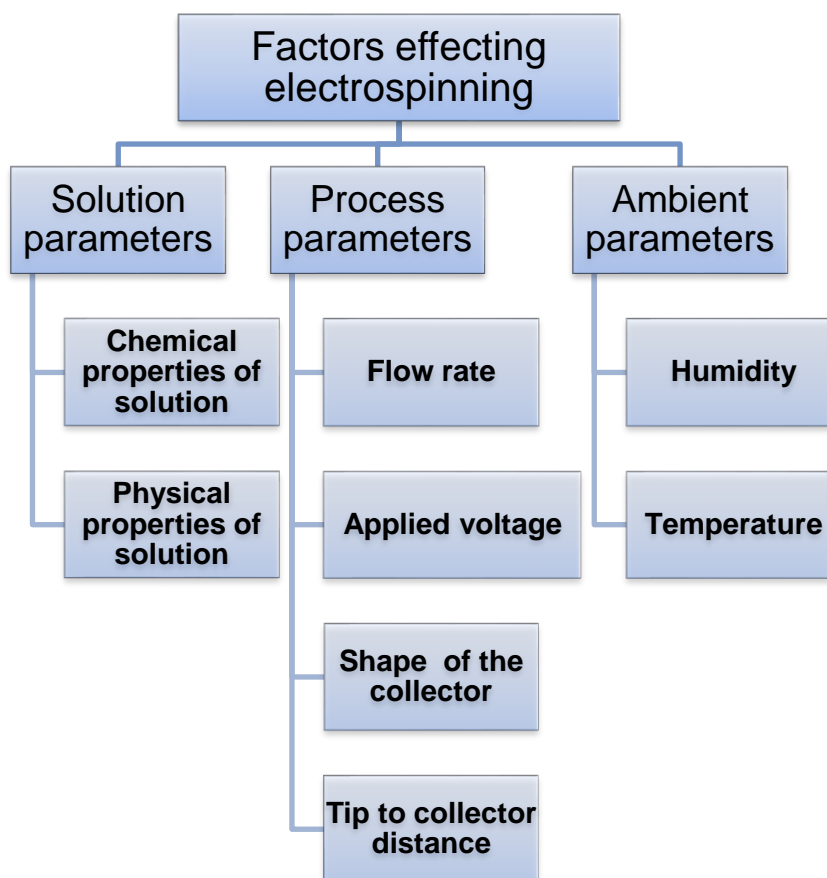 Factors effecting
electrospinning
Solution
parameters
Process
parameters
Ambient
parameters
Chemical
properties of
solution
Physical
properties of
solution
Flow rate
Applied voltage
Shape  of the
collector
Tip to collector
distance
Humidity
Temperature